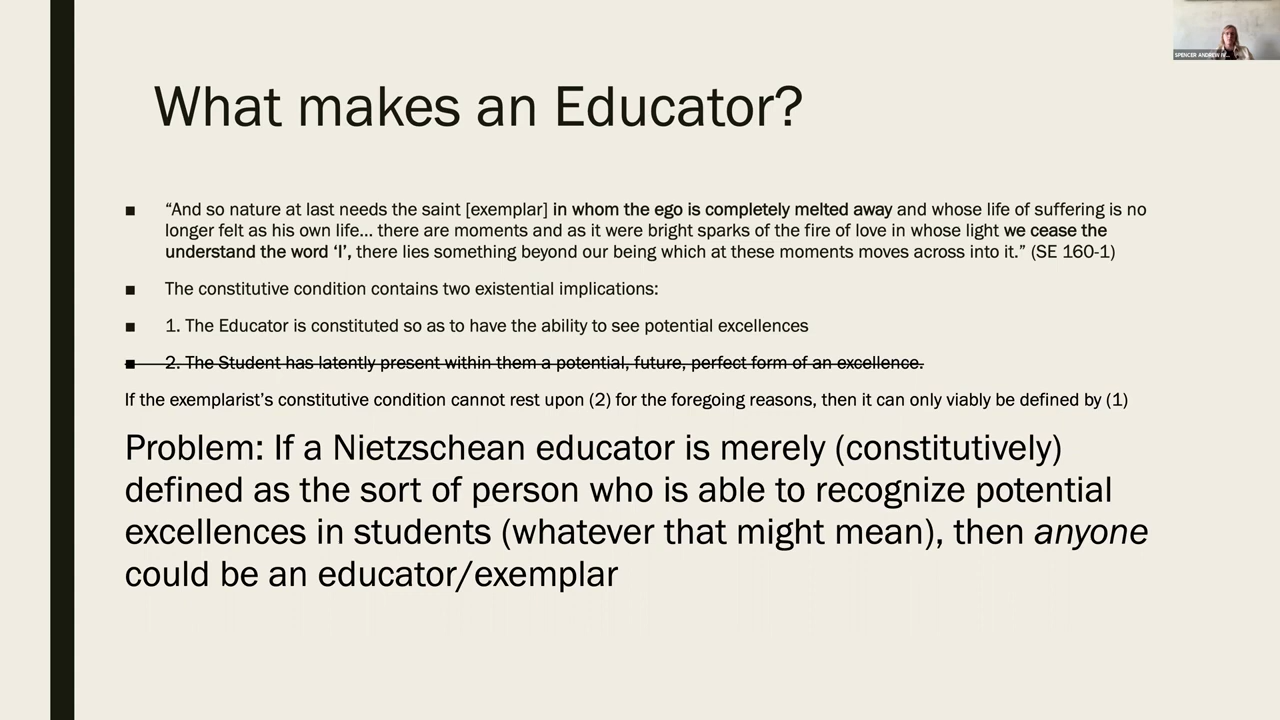 SPENCER ANDREW IV...
What makes an Educator?
■ “And so nature at last needs the saint [exemplar] in whom the ego is completely melted away and whose life of suffering is no
longer felt as his own life... there are moments and as it were bright sparks of the fire of love in whose light we cease the
understand the word ‘I’, there lies something beyond our being which at these moments moves across into it.” (SE 160-1)
■ The constitutive condition contains two existential implications:
■ 1. The Educator is constituted so as to have the ability to see potential excellences
■ 2. The Student has latently present within them a potential, future, perfect form of an excellence.
If the exemplarist’s constitutive condition cannot rest upon (2) for the foregoing reasons, then it can only viably be defined by (1)
Problem: If a Nietzschean educator is merely (constitutively)
defined as the sort of person who is able to recognize potential
excellences in students (whatever that might mean), then anyone
could be an educator/exemplar